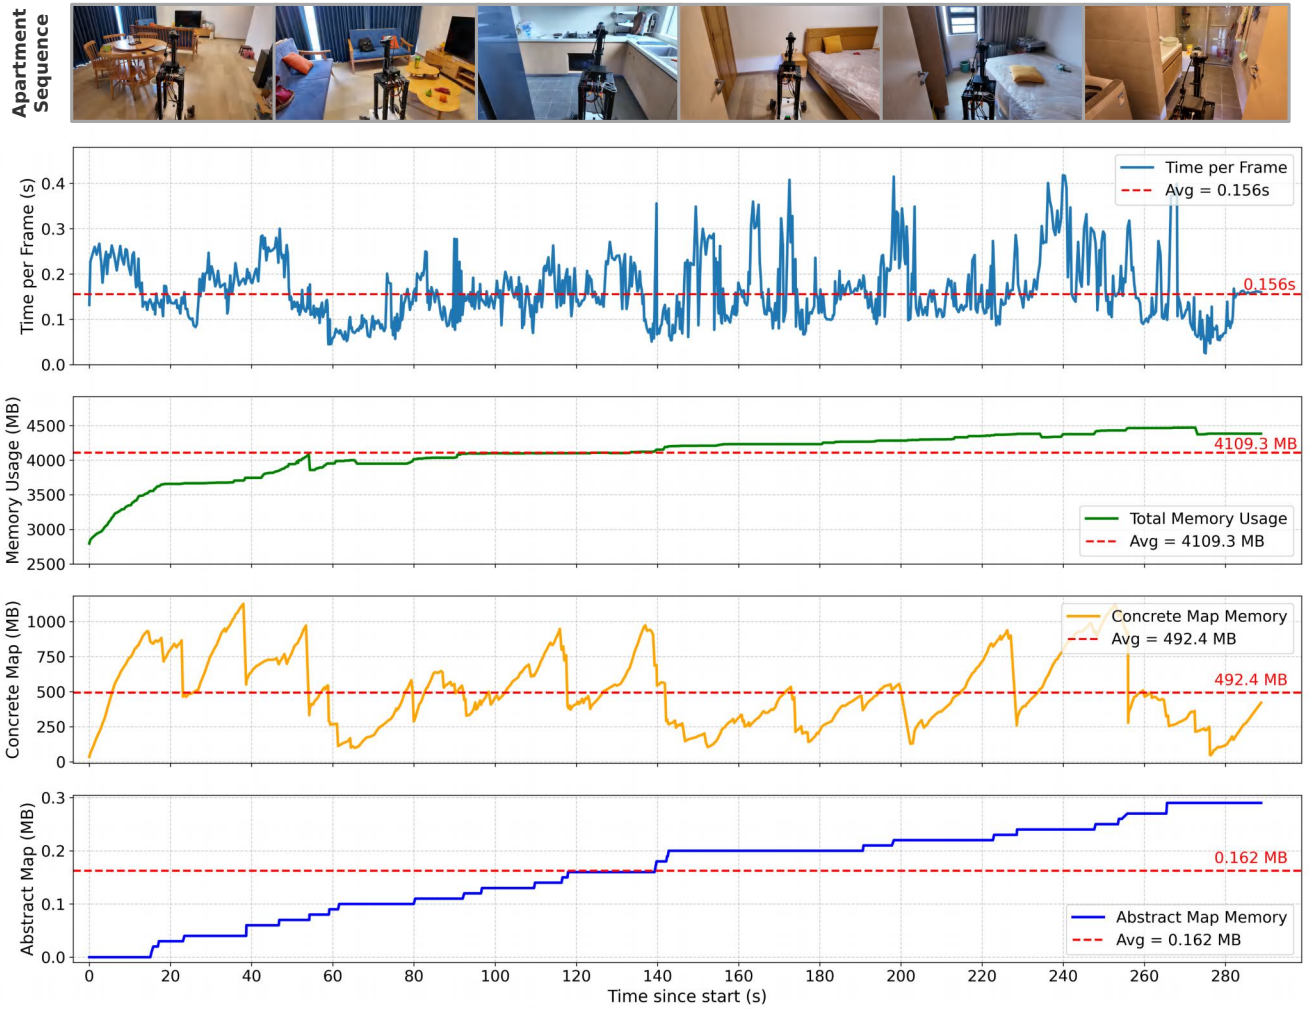 Apartment
Sequence
Time per Frame (s)
0.4
0.3
0.2
0.1
0.0
Time per Frame
Avg = 0.156s
0.156s
Memory Usage (MB)
4500
4000
3500
3000
2500
4109.3 MB
Total Memory Usage
Avg = 4109.3 MB
Concrete Map (MB)
1000
750
500
250
0
Concrete Map Memory
Avg = 492.4 MB
492.4 MB
Abstract Map (MB)
0.3
0.2
0.1
0.0
0.162 MB
Abstract Map Memory
Avg = 0.162 MB
0 20 40 60 80 100 120 140 160 180 200 220 240 260 280
Time since start (s)